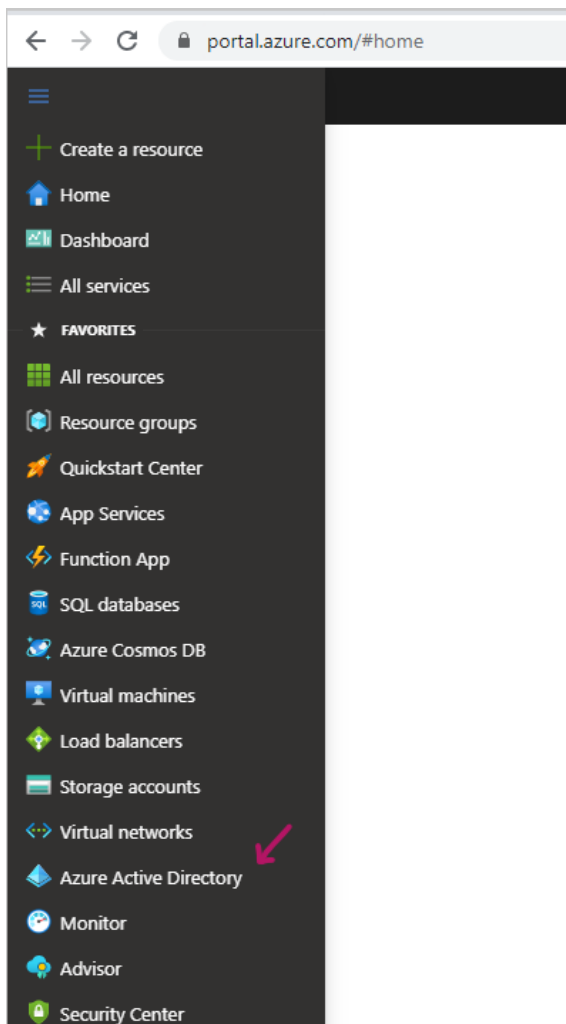 portal.azure.com/#home
Create a resource
Home
Dashboard
All services
FAVORITES
All resources
Resource groups
Quickstart Center
App Services
Function App
SQL
SQL databases
Azure Cosmos DB
Virtual machines
Load balancers
Storage accounts
Virtual networks
Azure Active Directory
Monitor
Advisor
Security Center